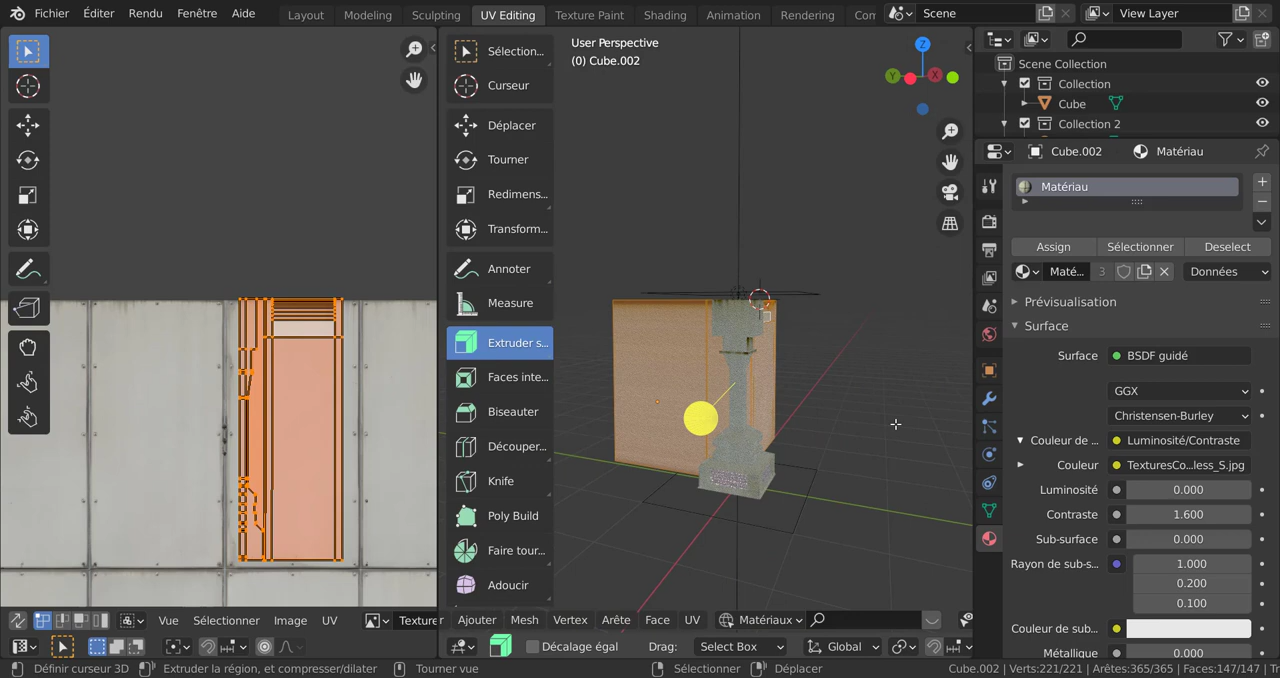 Fichier Éditer Rendu Fenêtre Aide Layout Modeling Sculpting UV Editing Texture Paint Shading Animation Rendering Com Scene View Layer
Sélection...
Curseur
Déplacer
Tourner
Redimens...
Transform...
Annoter
Measure
Extruder s...
Faces inte...
Biseauter
Découper...
Knife
Poly Build
Faire tour...
Adoucir
User Perspective
(0) Cube.002
Z
Y X
Scene Collection
Collection
Cube
Collection 2
Cube.002 Matériau
Matériau
Assign Sélectionner Deselect
Maté... 3 Données
Prévisualisation
Surface
Surface BSDF guidé
GGX
Christensen-Burley
Couleur de ... Luminosité/Contraste
Couleur TexturesCo...less_S.jpg
Luminosité 0.000
Contraste 1.600
Sub-surface 0.000
Rayon de sub-s... 1.000
0.200
0.100
Couleur de sub...
Métallique 0.000
Vue Sélectionner Image UV Texture
Ajouter Mesh Vertex Arête Face UV Matériaux
Décalage égal Drag: Select Box Global
Définir curseur 3D Extruder la région, et compresser/dilater Tourner vue Sélectionner Déplacer Cube.002 | Verts:221/221 | Arêtes:365/365 | Faces:147/147 | Tr